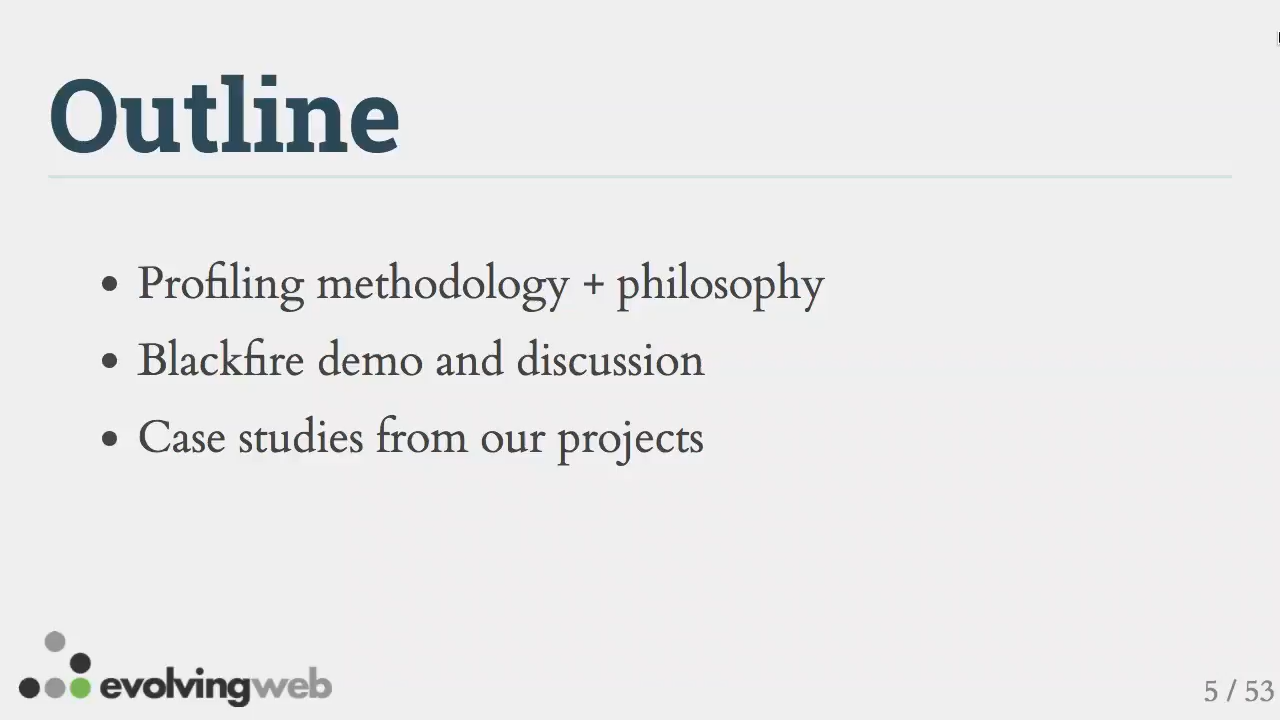 Outline
• Profiling methodology + philosophy
• Blackfire demo and discussion
• Case studies from our projects
evolvingweb
5 / 53